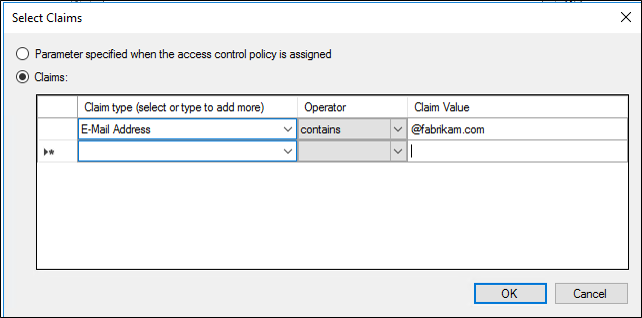 Select Claims
Parameter specified when the access control policy is assigned
Claims:
Claim type (select or type to add more) Operator Claim Value
E-Mail Address contains @fabrikam.com
OK Cancel